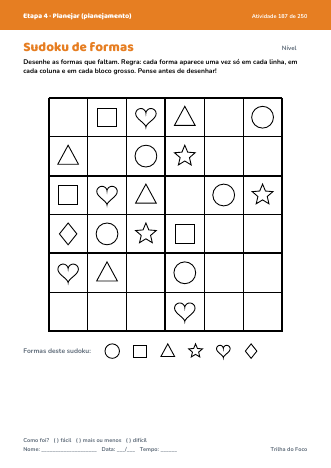 Etapa 4 - Planejar (planejamento)
Atividade 187 de 250
Sudoku de formas
Nível
Desenhe as formas que faltam. Regra: cada forma aparece uma vez só em cada linha, em
cada coluna e em cada bloco grosso. Pense antes de desenhar!
Formas deste sudoku:
Como foi? ( ) fácil ( ) mais ou menos ( ) difícil
Nome: ____________________ Data: ___/___ Tempo: ______
Trilha do Foco